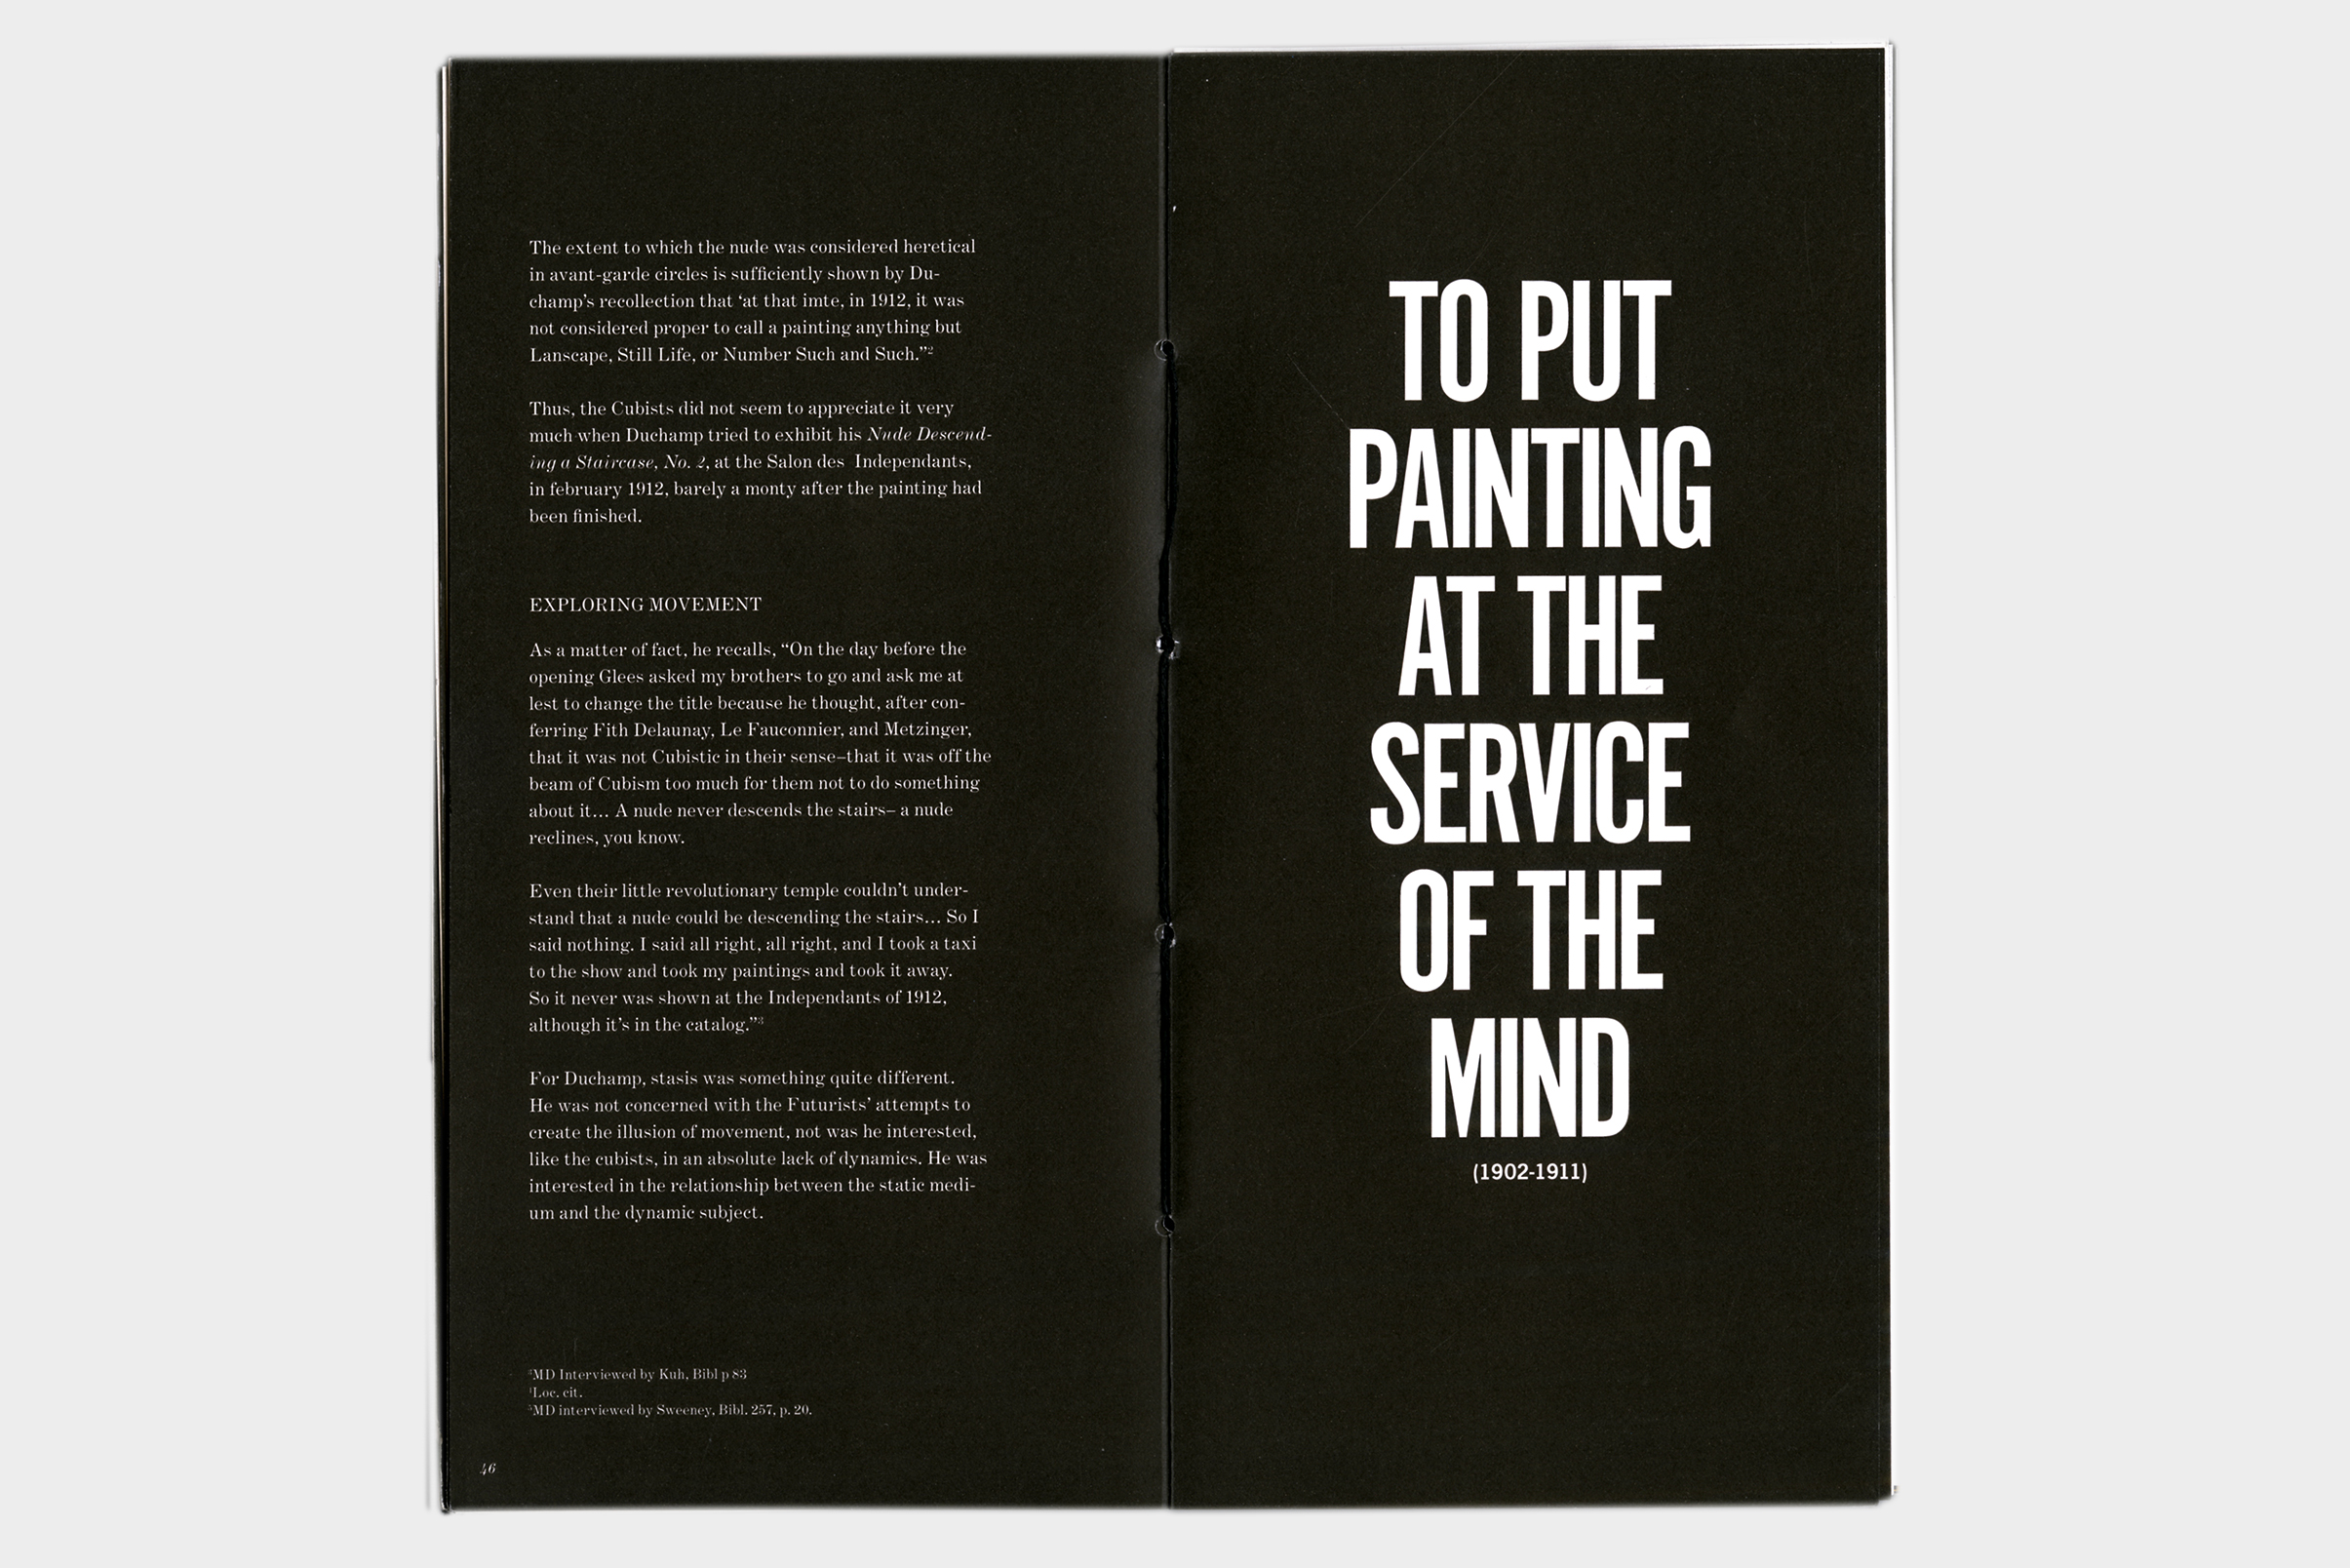 The extent to which the nude was considered heretical
in avant-garde circles is sufficiently shown by Du-
champ's recollection that 'at that imte, in 1912, it was
not considered proper to call a painting anything but
Lanscape, Still Life, or Number Such and Such."²
Thus, the Cubists did not seem to appreciate it very
much when Duchamp tried to exhibit his Nude Descend-
ing a Staircase, No. 2, at the Salon des  Independants,
in february 1912, barely a monty after the painting had
been finished.
EXPLORING MOVEMENT
As a matter of fact, he recalls, “On the day before the
opening Glees asked my brothers to go and ask me at
lest to change the title because he thought, after con-
ferring Fith Delaunay, Le Fauconnier, and Metzinger,
that it was not Cubistic in their sense–that it was off the
beam of Cubism too much for them not to do something
about it… A nude never descends the stairs– a nude
reclines, you know.
Even their little revolutionary temple couldn’t under-
stand that a nude could be descending the stairs… So I
said nothing. I said all right, all right, and I took a taxi
to the show and took my paintings and took it away.
So it never was shown at the Independants of 1912,
although it’s in the catalog.”³
For Duchamp, stasis was something quite different.
He was not concerned with the Futurists’ attempts to
create the illusion of movement, not was he interested,
like the cubists, in an absolute lack of dynamics. He was
interested in the relationship between the static medi-
um and the dynamic subject.
MD Interviewed by Kuh, Bibl p 83
Loc. cit.
MD interviewed by Sweeney, Bibl. 257, p. 20.
46
TO PUT
PAINTING
AT THE
SERVICE
OF THE
MIND
(1902-1911)